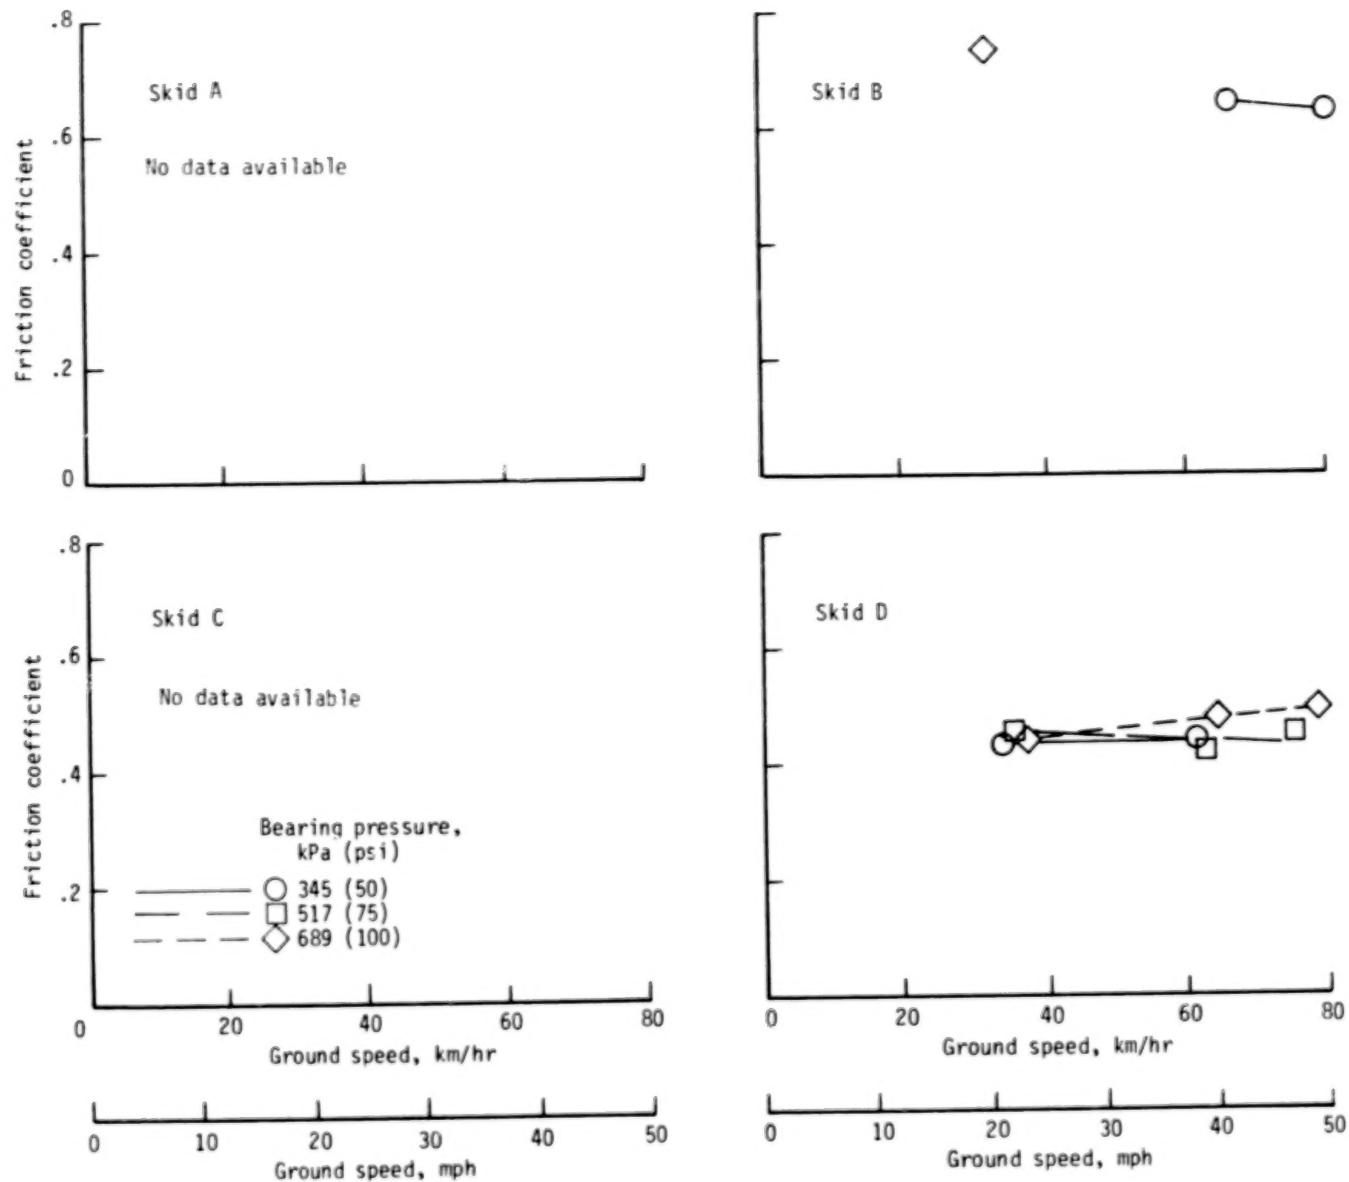 .8
Skid A
.6
No data available
.4
.2
0
Friction coefficient
Skid B
.8
Skid C
.6
No data available
.4
Bearing pressure,
kPa (psi)
.2
345 (50)
517 (75)
689 (100)
Friction coefficient
0 20 40 60 80
Ground speed, km/hr
0 10 20 30 40 50
Ground speed, mph
Skid D
0 20 40 60 80
Ground speed, km/hr
0 10 20 30 40 50
Ground speed, mph